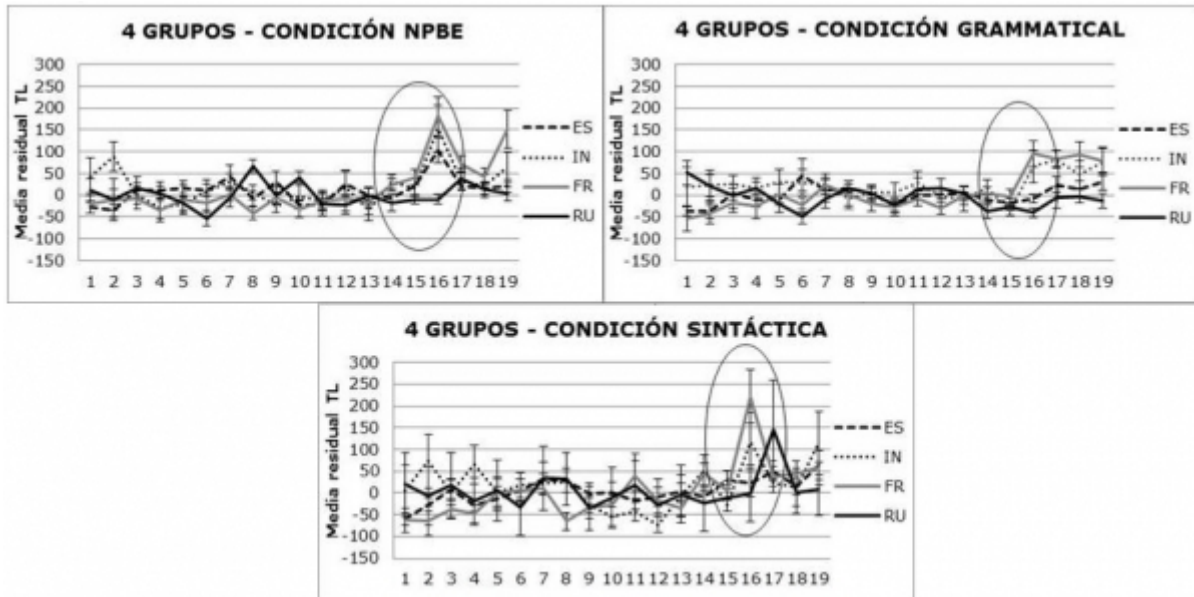 4 GRUPOS - CONDICIÓN NPBE
Media residual TL
300
250
200
150
100
50
0
-50
-100
-150
1 2 3 4 5 6 7 8 9 10 11 12 13 14 15 16 17 18 19
ES
IN
FR
RU
4 GRUPOS - CONDICIÓN GRAMMATICAL
Media residual TL
300
250
200
150
100
50
0
-50
-100
-150
1 2 3 4 5 6 7 8 9 10 11 12 13 14 15 16 17 18 19
ES
IN
FR
RU
4 GRUPOS - CONDICIÓN SINTÁCTICA
Media residual TL
300
250
200
150
100
50
0
-50
-100
-150
1 2 3 4 5 6 7 8 9 10 11 12 13 14 15 16 17 18 19
ES
IN
FR
RU